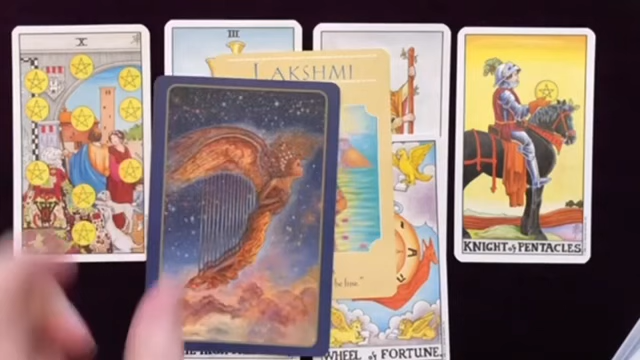 X
III
LAKSHMI
KNIGHT of PENTACLES
WHEEL of FORTUNE.